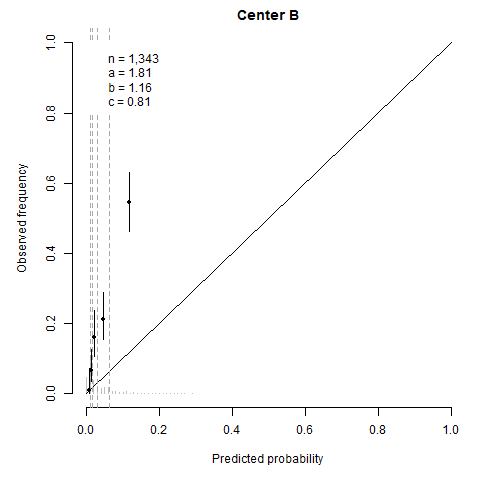 Center B
n = 1,343
a = 1.81
b = 1.16
c = 0.81
Observed frequency
1.0
0.8
0.6
0.4
0.2
0.0
0.0 0.2 0.4 0.6 0.8 1.0
Predicted probability